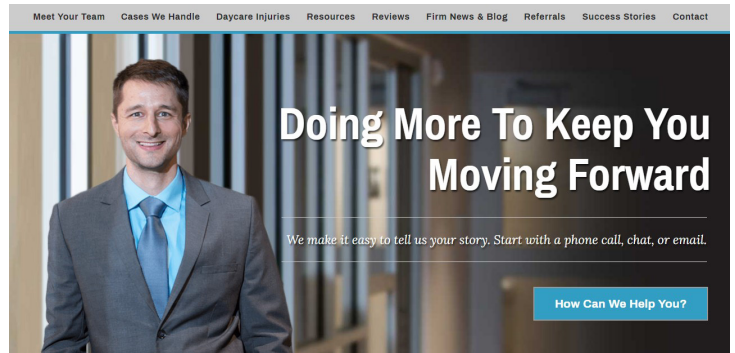 Meet Your Team Cases We Handle Daycare Injuries Resources Reviews Firm News & Blog Referrals Success Stories Contact
Doing More To Keep You
Moving Forward
We make it easy to tell us your story. Start with a phone call, chat, or email.
How Can We Help You?